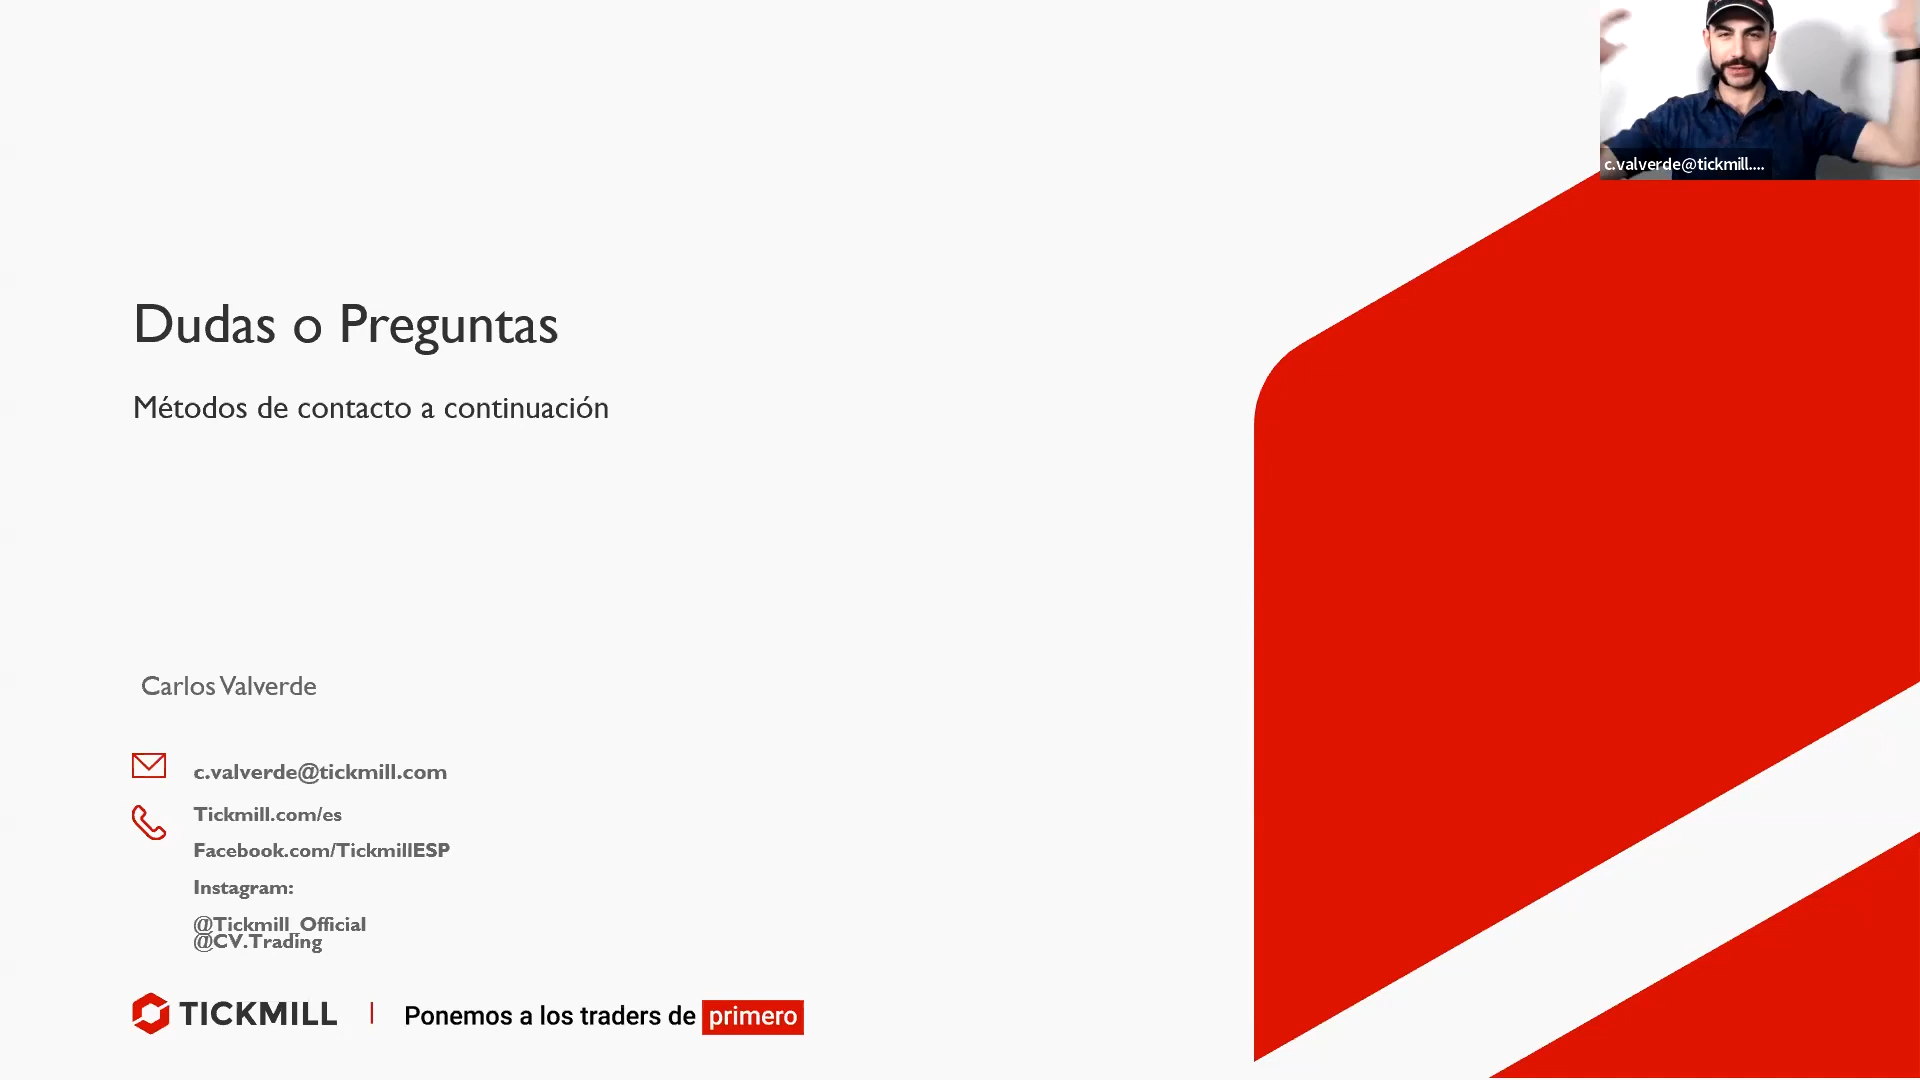 c.valverde@tickmill....
Dudas o Preguntas
Métodos de contacto a continuación
Carlos Valverde
c.valverde@tickmill.com
Tickmill.com/es
Facebook.com/TickmillESP
Instagram:
@Tickmill_Official
@CV.Trading
TICKMILL | Ponemos a los traders de primero